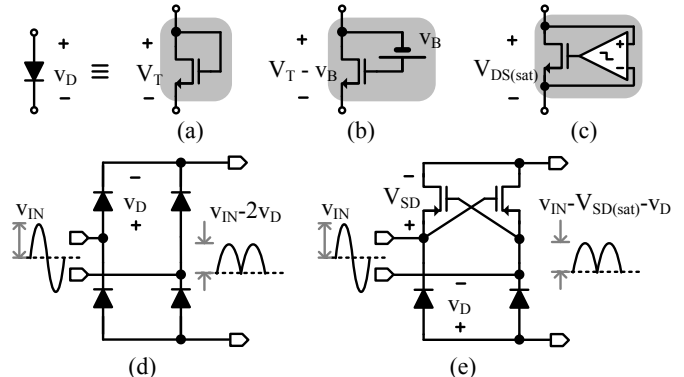 +
v_D
−
≡
+
V_T
−
(a)
+
V_T - v_B
−
v_B
(b)
+
V_DS(sat)
−
+
−
(c)
v_IN
−
v_D
+
v_IN-2v_D
(d)
v_IN
−
V_SD
+
−
v_D
+
v_IN-V_SD(sat)-v_D
(e)